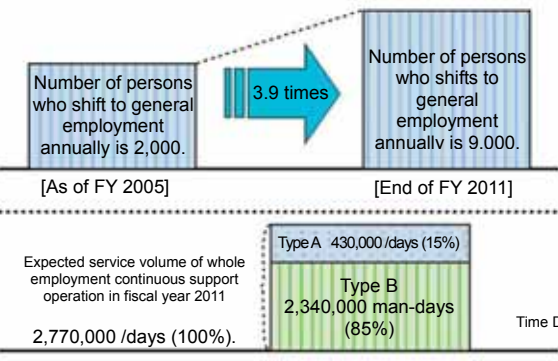 Number of persons
who shift to general
employment
annually is 2,000.
3.9 times
Number of persons
who shifts to
general
employment
annually is 9,000.
[As of FY 2005]
[End of FY 2011]
Expected service volume of whole
employment continuous support
operation in fiscal year 2011
2,770,000 /days (100%).
Type A 430,000 /days (15%)
Type B
2,340,000 man-days
(85%)
Time